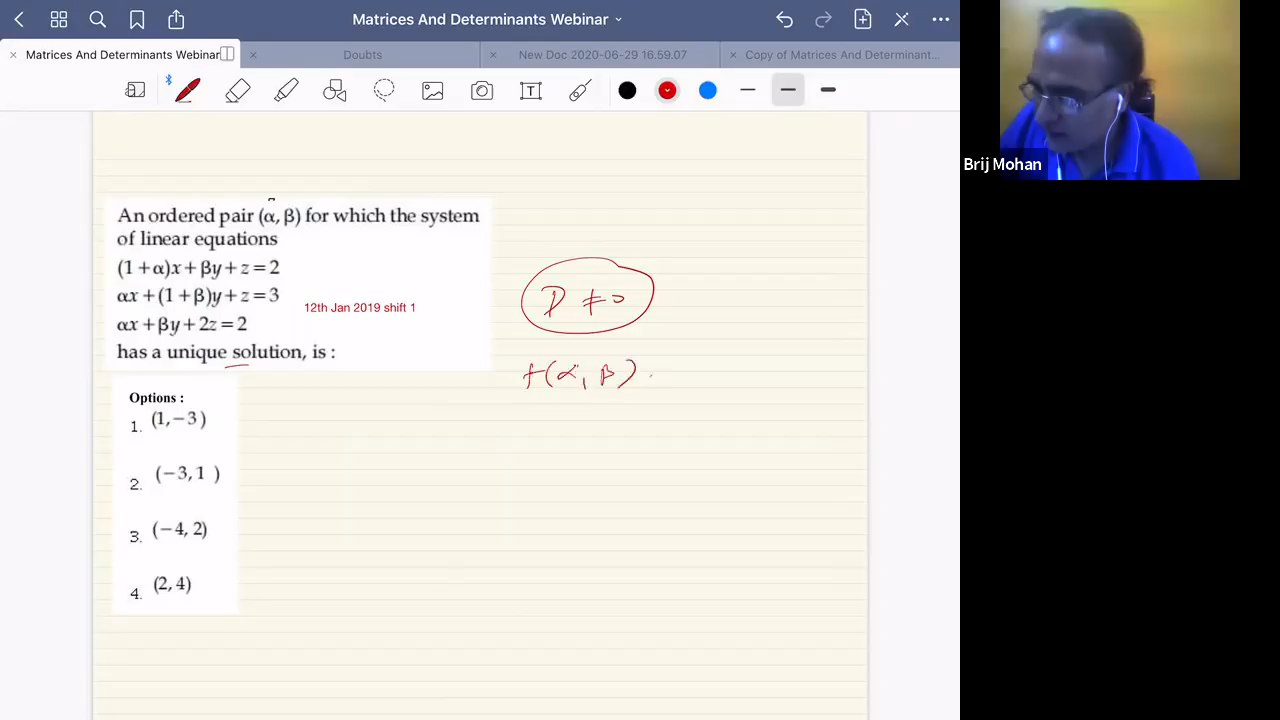 Matrices And Determinants Webinar
Matrices And Determinants Webinar
Doubts
New Doc 2020-06-29 16.59.07
Copy of Matrices And Determinant...
T
Brij Mohan
An ordered pair (α, β) for which the system
of linear equations
(1+α)x+βy+z=2
αx+(1+β)y+z=3
αx+βy+2z=2
has a unique solution, is :
12th Jan 2019 shift 1
D ≠ 0
f(α, β)
Options :
1. (1, −3 )
2. (−3, 1 )
3. (−4, 2)
4. (2, 4)